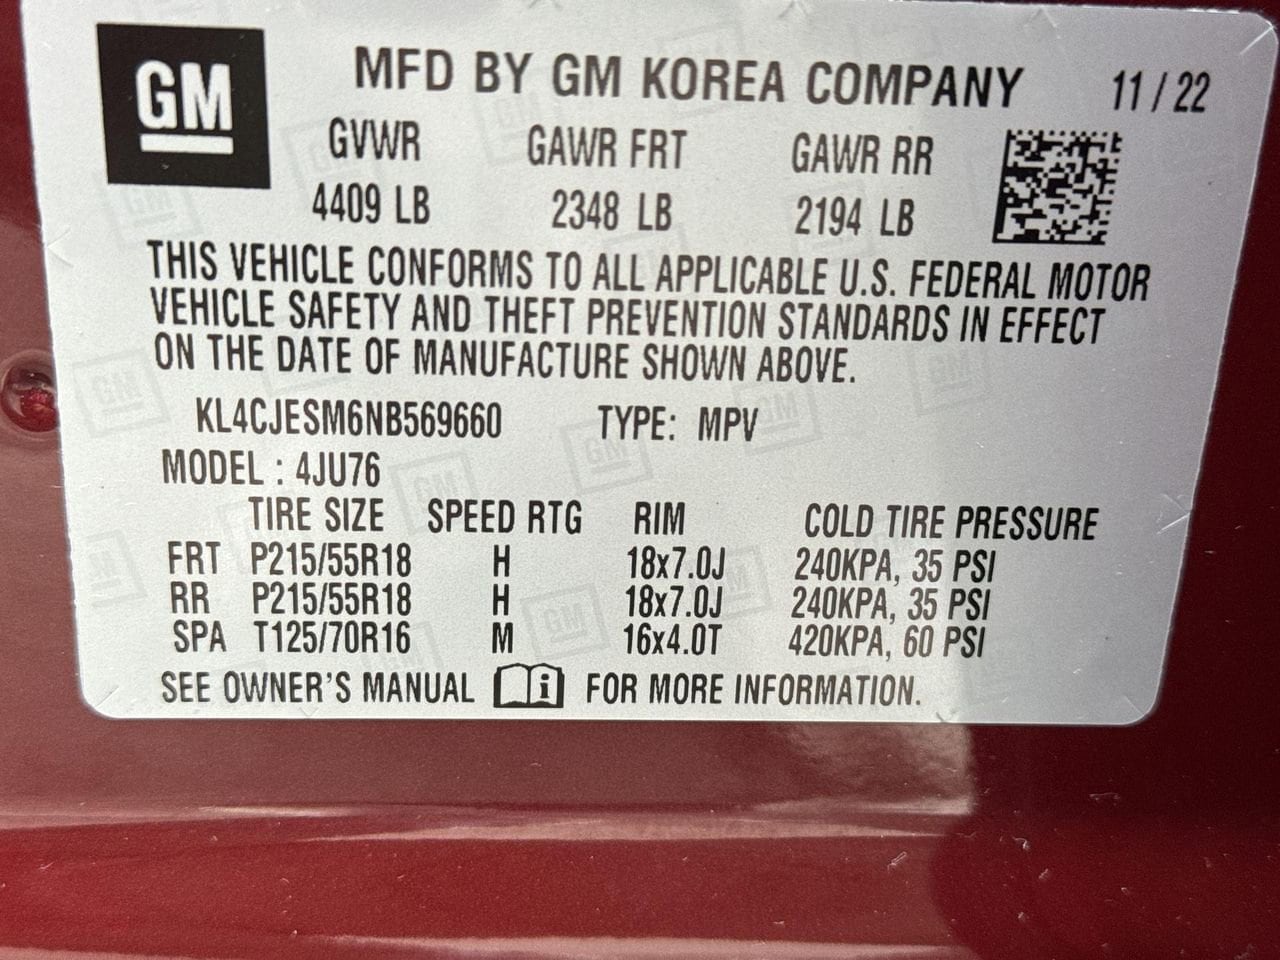 GM
MFD BY GM KOREA COMPANY 11 / 22
GVWR GAWR FRT GAWR RR
4409 LB 2348 LB 2194 LB
THIS VEHICLE CONFORMS TO ALL APPLICABLE U.S. FEDERAL MOTOR
VEHICLE SAFETY AND THEFT PREVENTION STANDARDS IN EFFECT
ON THE DATE OF MANUFACTURE SHOWN ABOVE.
KL4CJESM6NB569660 TYPE: MPV
MODEL : 4JU76
TIRE SIZE SPEED RTG RIM COLD TIRE PRESSURE
FRT P215/55R18 H 18x7.0J 240KPA, 35 PSI
RR P215/55R18 H 18x7.0J 240KPA, 35 PSI
SPA T125/70R16 M 16x4.0T 420KPA, 60 PSI
SEE OWNER'S MANUAL i FOR MORE INFORMATION.